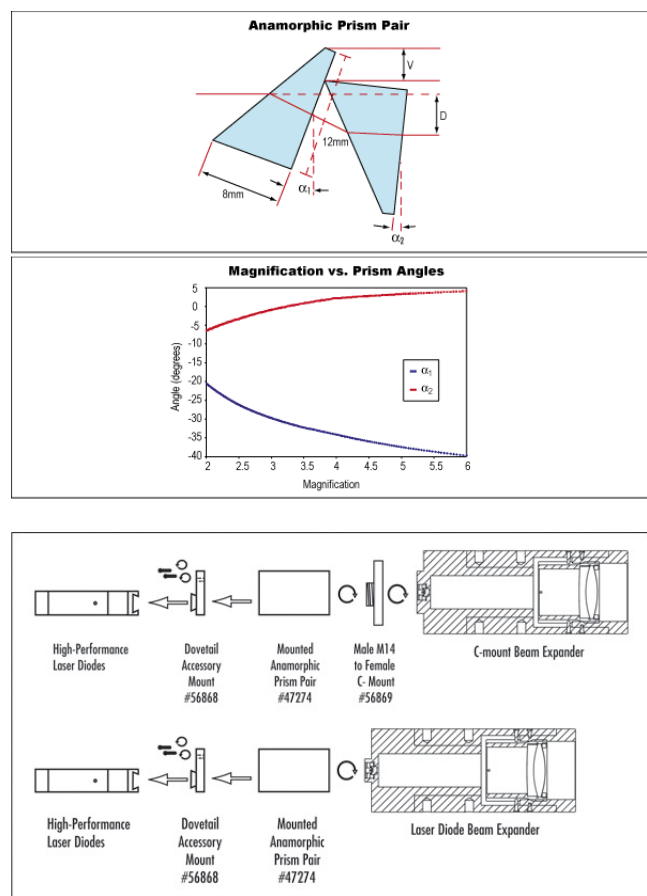 Anamorphic Prism Pair
V
D
12mm
8mm
α1
α2
Magnification vs. Prism Angles
5
0
-5
-10
-15
-20
-25
-30
-35
-40
Angle (degrees)
α1
α2
2 2.5 3 3.5 4 4.5 5 5.5 6
Magnification
High-Performance
Laser Diodes
Dovetail
Accessory
Mount
#56868
Mounted
Anamorphic
Prism Pair
#47274
Male M14
to Female
C- Mount
#56869
C-mount Beam Expander
High-Performance
Laser Diodes
Dovetail
Accessory
Mount
#56868
Mounted
Anamorphic
Prism Pair
#47274
Laser Diode Beam Expander